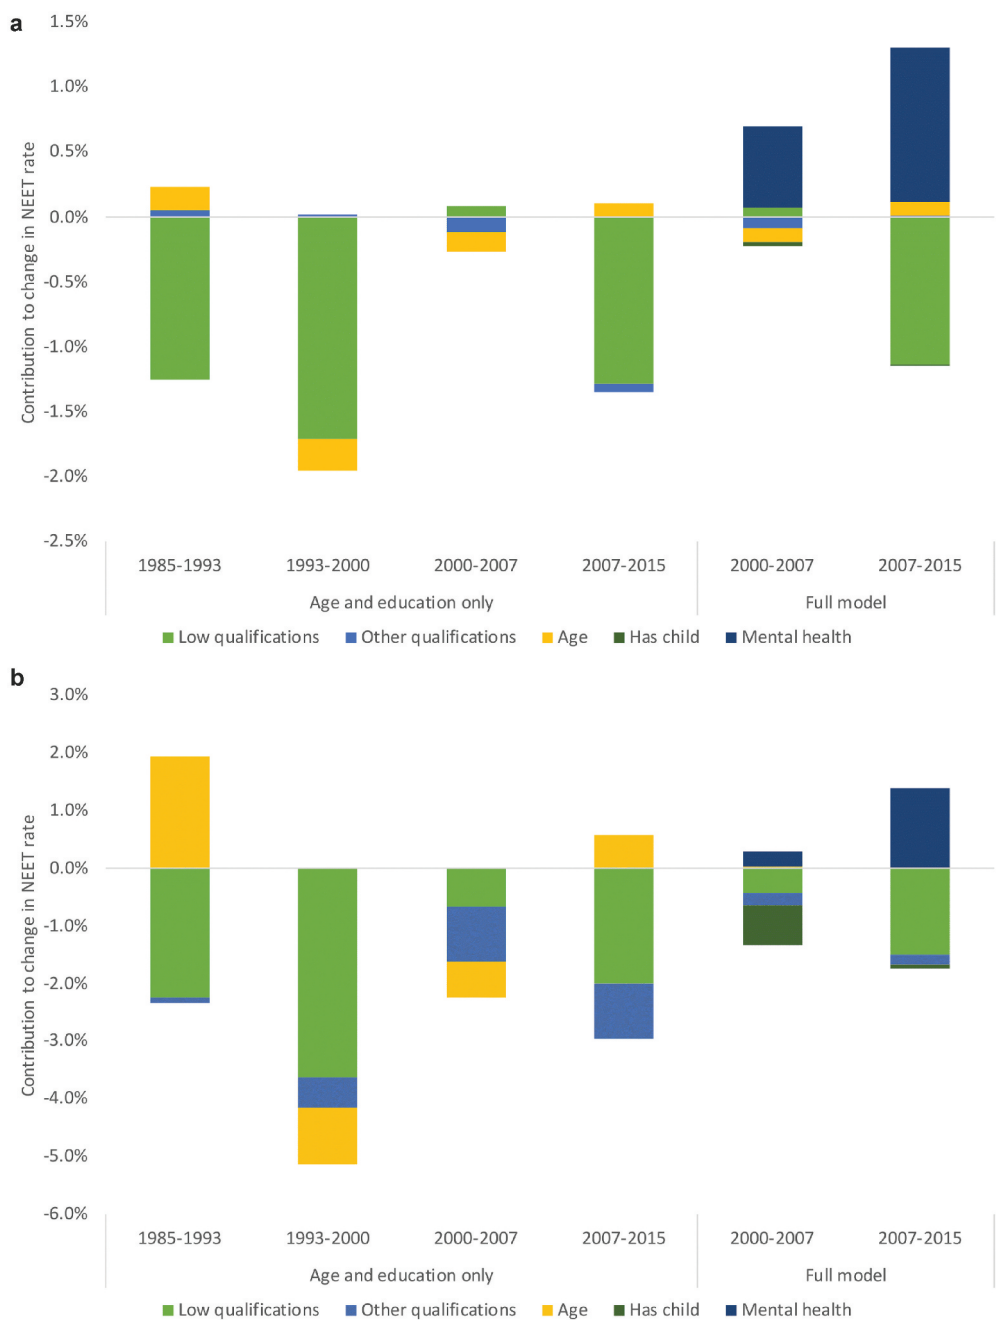 a
1.5%
1.0%
0.5%
0.0%
-0.5%
-1.0%
-1.5%
-2.0%
-2.5%
Contribution to change in NEET rate
1985-1993 1993-2000 2000-2007 2007-2015 2000-2007 2007-2015
Age and education only Full model
Low qualifications Other qualifications Age Has child Mental health
b
3.0%
2.0%
1.0%
0.0%
-1.0%
-2.0%
-3.0%
-4.0%
-5.0%
-6.0%
Contribution to change in NEET rate
1985-1993 1993-2000 2000-2007 2007-2015 2000-2007 2007-2015
Age and education only Full model
Low qualifications Other qualifications Age Has child Mental health